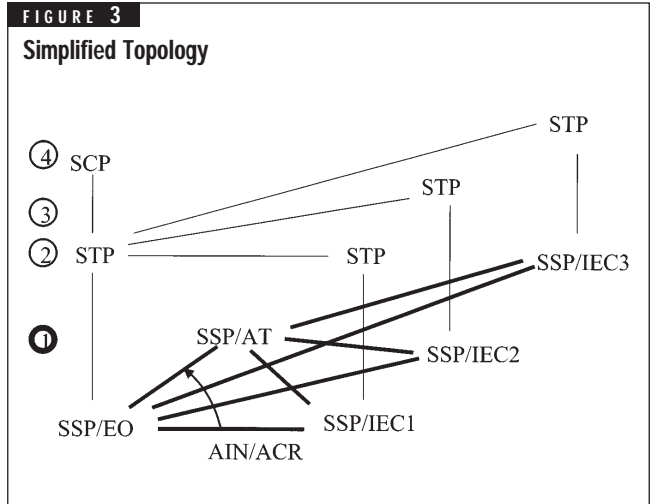 FIGURE 3
Simplified Topology
STP
4 SCP
STP
3
2 STP
STP
SSP/IEC3
1
SSP/AT
SSP/IEC2
SSP/EO
SSP/IEC1
AIN/ACR